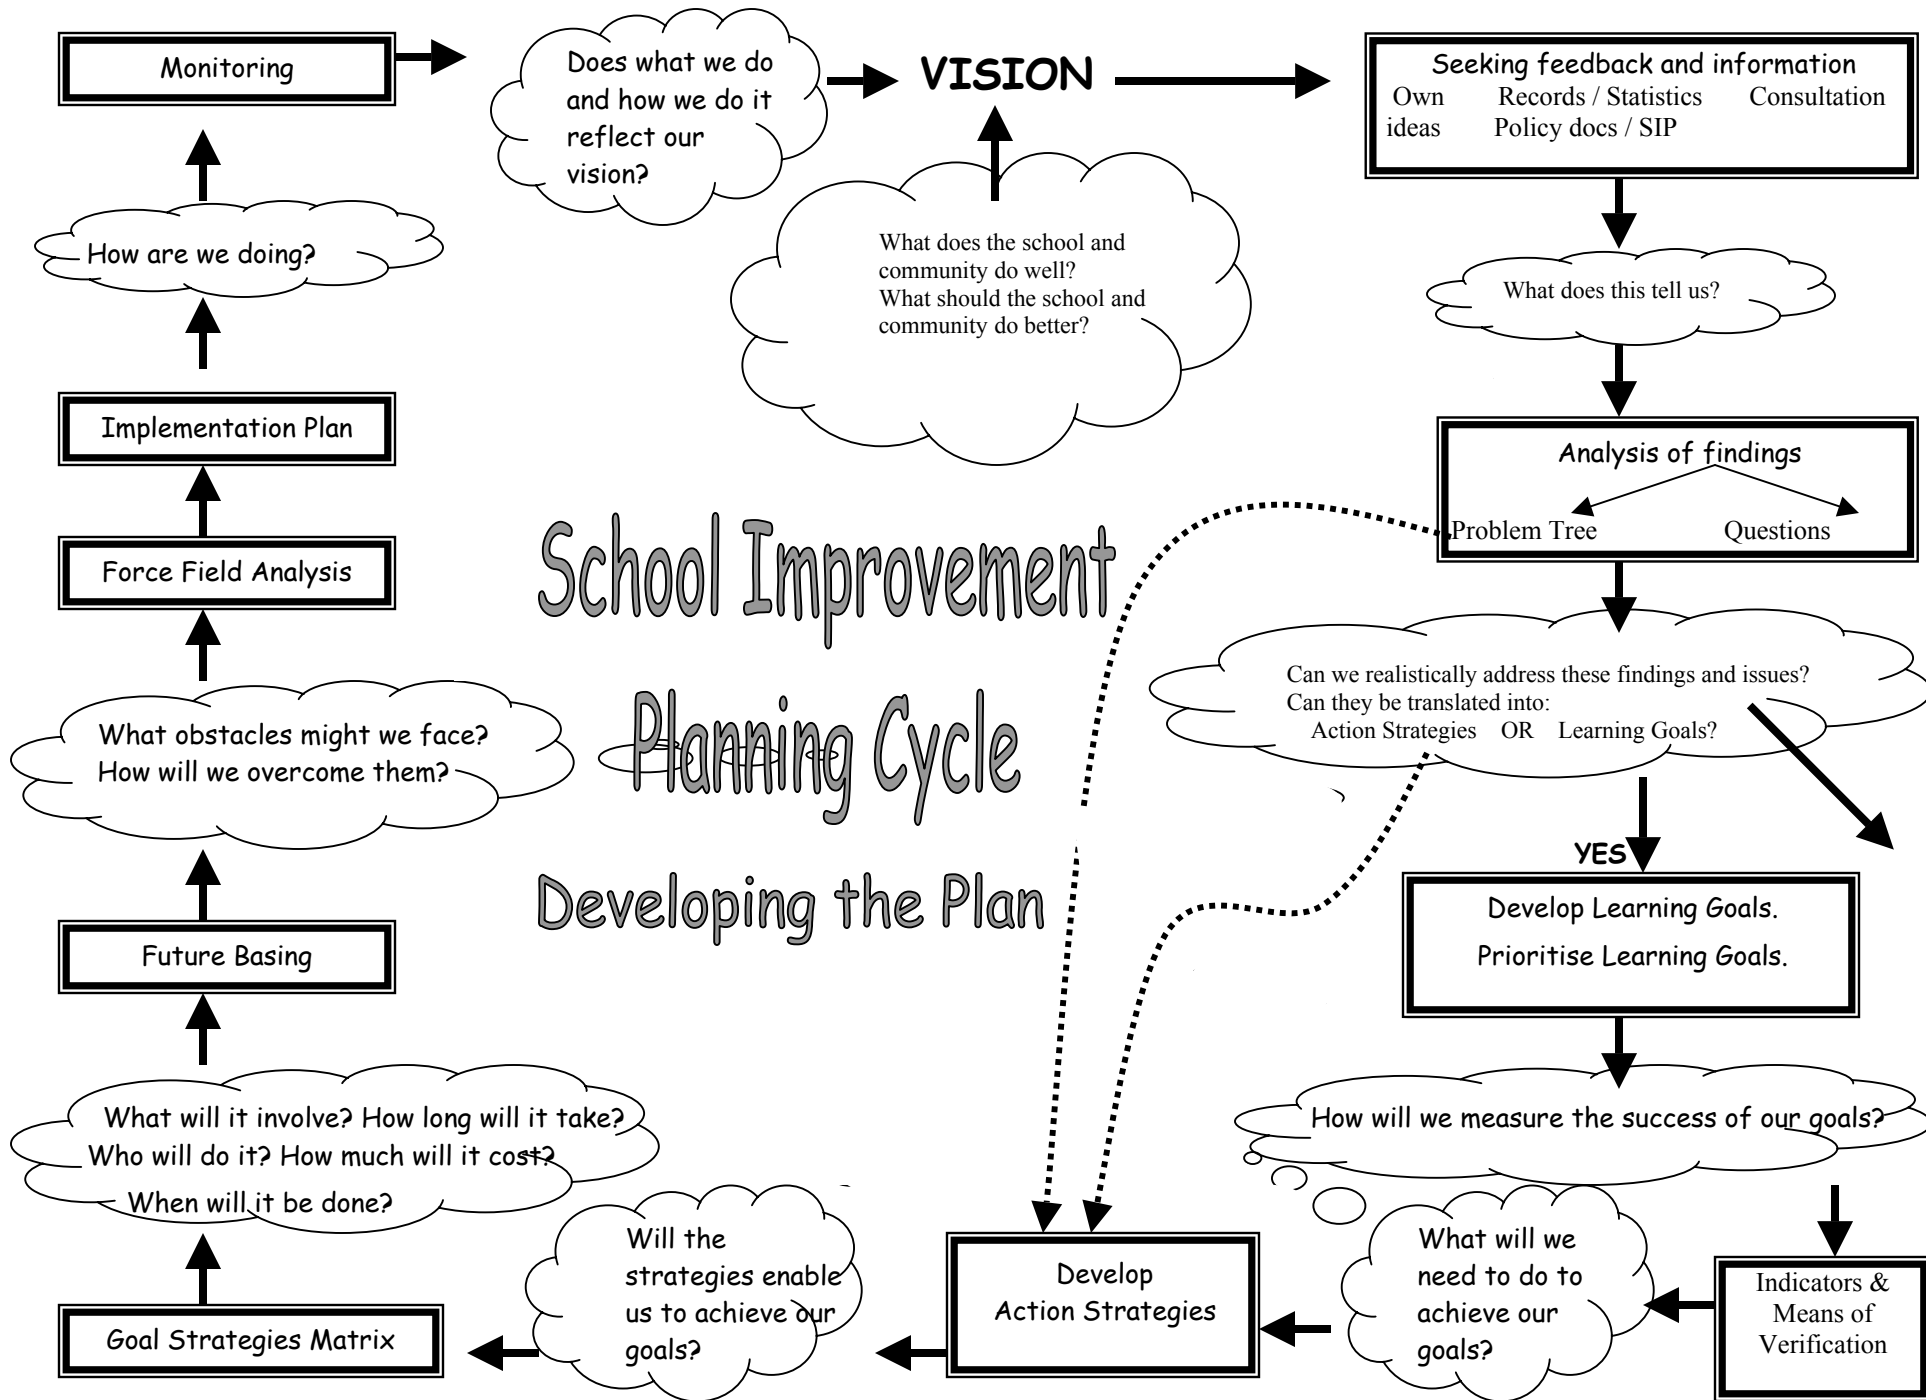 Monitoring
Does what we do
and how we do it
reflect our
vision?
VISION
Seeking feedback and information
Own Records / Statistics Consultation
ideas Policy docs / SIP
How are we doing?
What does the school and
community do well?
What should the school and
community do better?
What does this tell us?
Implementation Plan
Analysis of findings
Problem Tree Questions
Force Field Analysis
School Improvement
Planning Cycle
Developing the Plan
Can we realistically address these findings and issues?
Can they be translated into:
Action Strategies OR Learning Goals?
What obstacles might we face?
How will we overcome them?
YES
Develop Learning Goals.
Prioritise Learning Goals.
Future Basing
What will it involve? How long will it take?
Who will do it? How much will it cost?
When will it be done?
How will we measure the success of our goals?
Goal Strategies Matrix
Will the
strategies enable
us to achieve our
goals?
Develop
Action Strategies
What will we
need to do to
achieve our
goals?
Indicators &
Means of
Verification